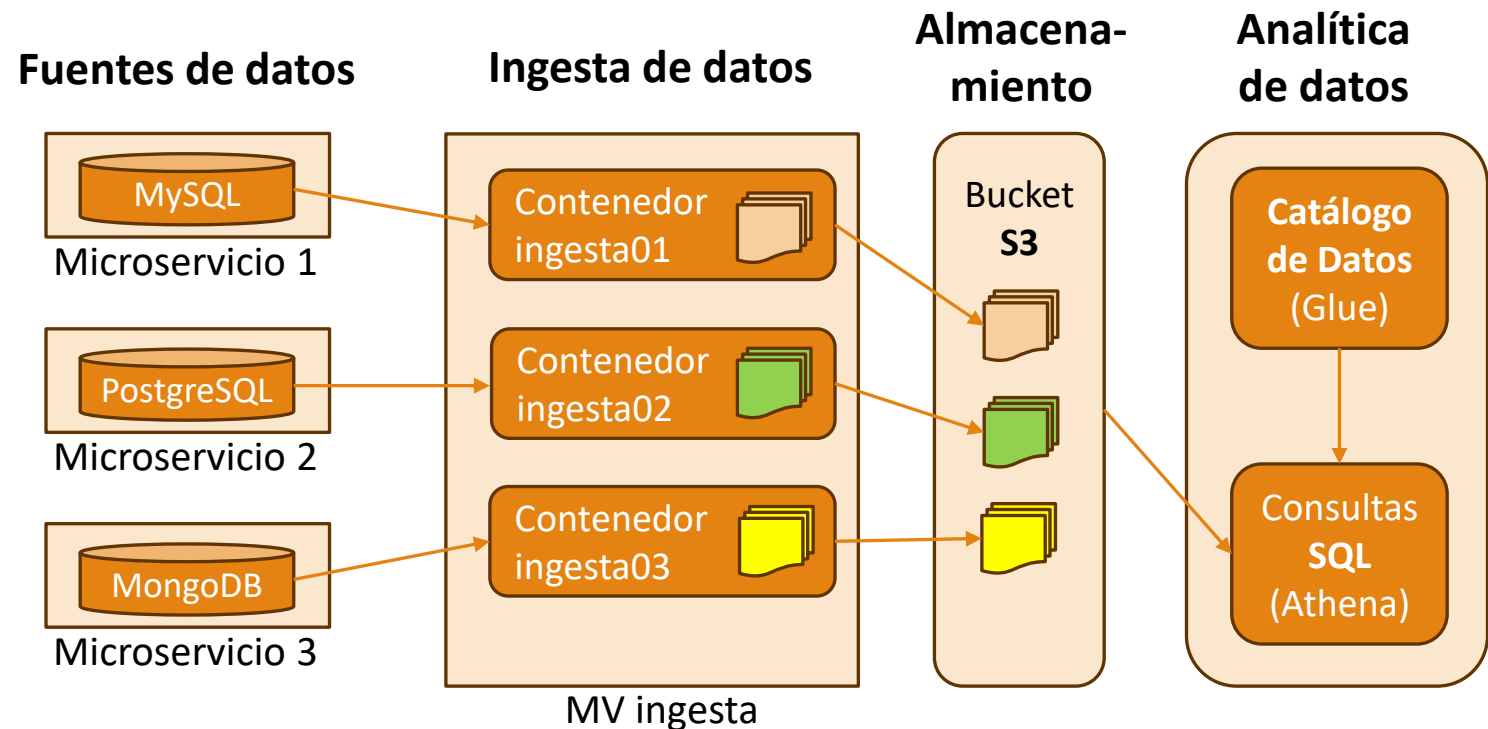 Fuentes de datos
Ingesta de datos
Almacena-
miento
Analítica
de datos
MySQL
Microservicio 1
PostgreSQL
Microservicio 2
MongoDB
Microservicio 3
Contenedor
ingesta01
Contenedor
ingesta02
Contenedor
ingesta03
MV ingesta
Bucket
S3
Catálogo
de Datos
(Glue)
Consultas
SQL
(Athena)